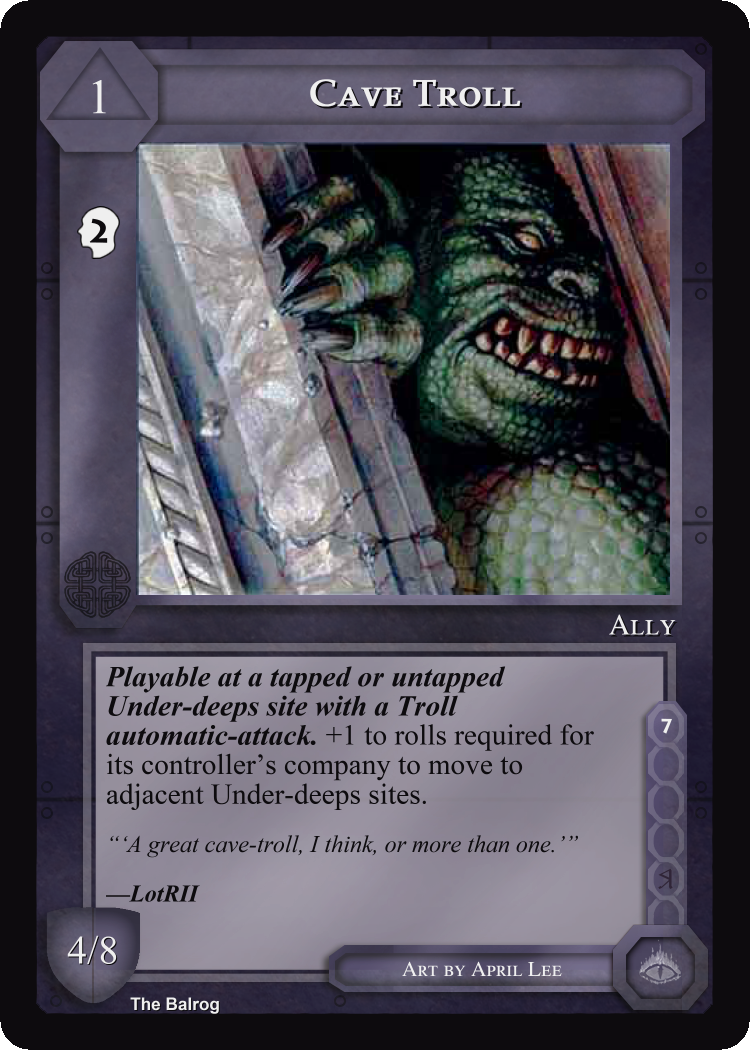 1
CAVE TROLL
2
ALLY
Playable at a tapped or untapped
Under-deeps site with a Troll
automatic-attack. +1 to rolls required for
its controller’s company to move to
adjacent Under-deeps sites.
“‘A great cave-troll, I think, or more than one.’”
—LotRII
7
R
4/8
ART BY APRIL LEE
The Balrog